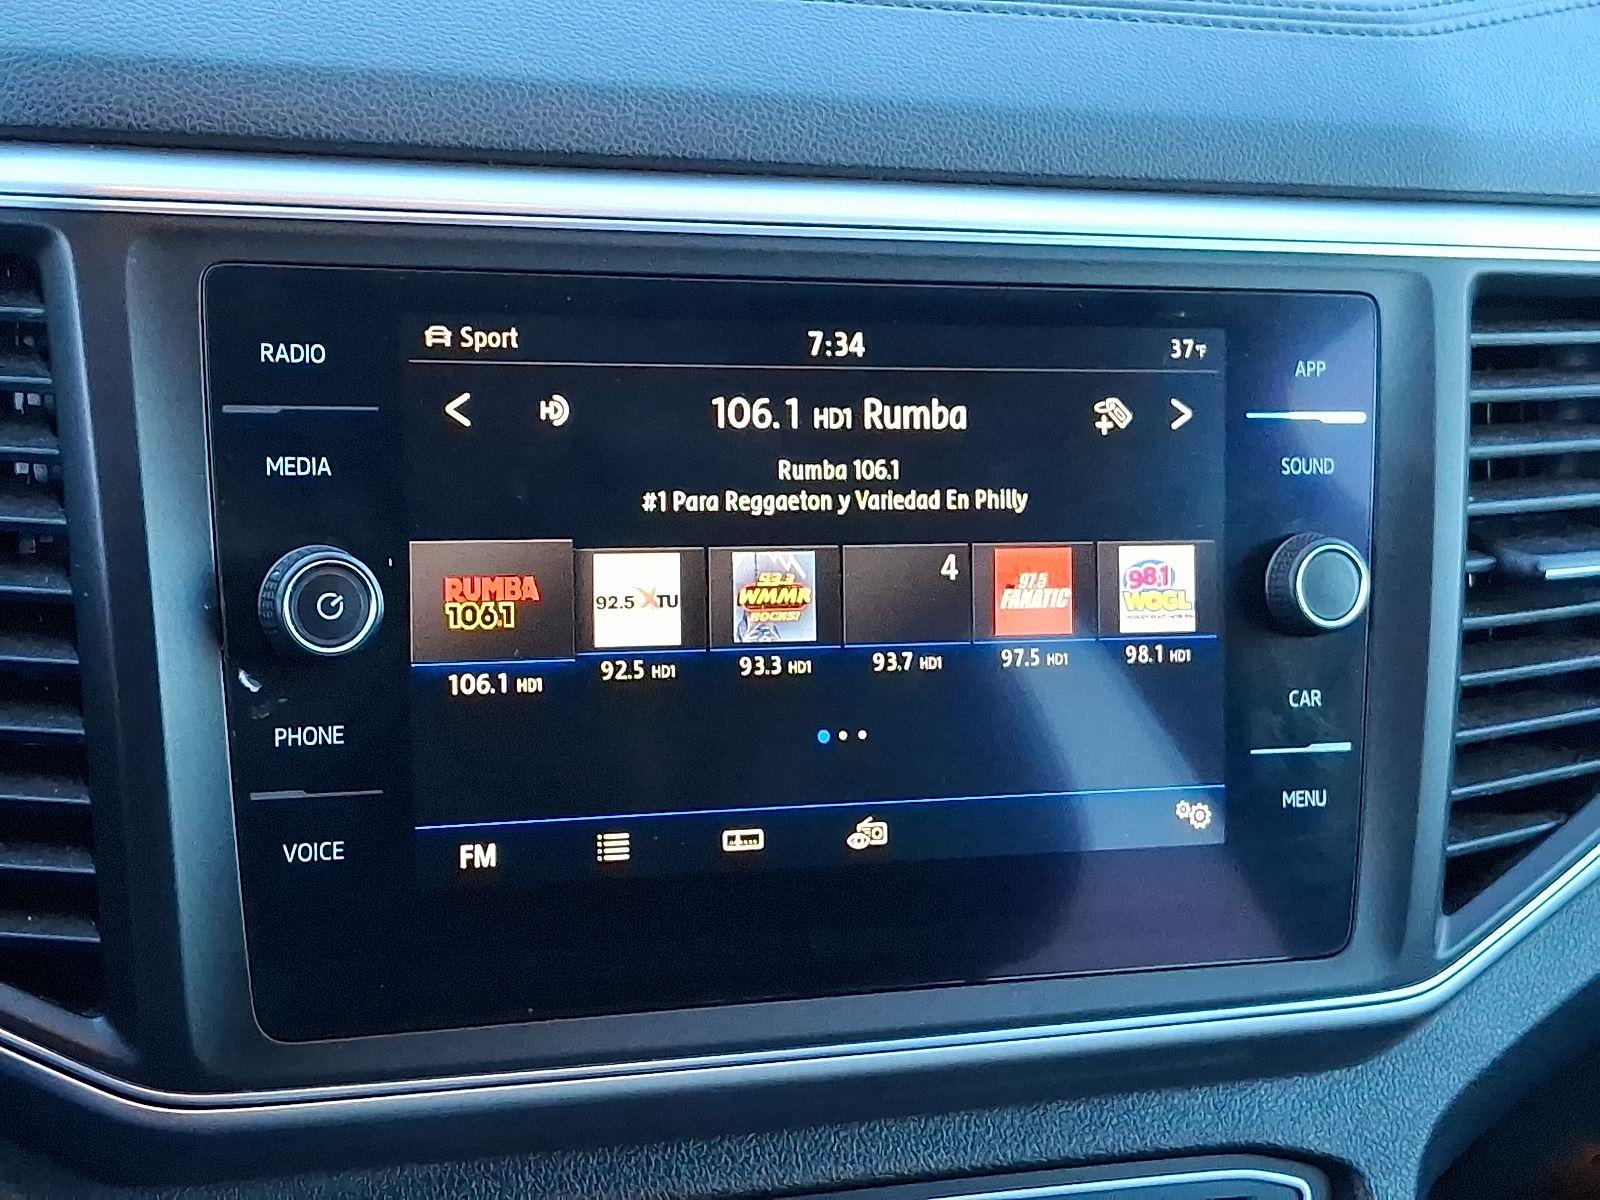 RADIO
MEDIA
PHONE
VOICE
Sport
7:34
37°F
HD
106.1 HD1 Rumba
Rumba 106.1
#1 Para Reggaeton y Variedad En Philly
RUMBA
106.1
92.5 XTU
93.3
WMMR
ROCKS!
4
97.5
FANATIC
98.1
WOGL
106.1 HD1
92.5 HD1
93.3 HD1
93.7 HD1
97.5 HD1
98.1 HD1
FM
APP
SOUND
CAR
MENU